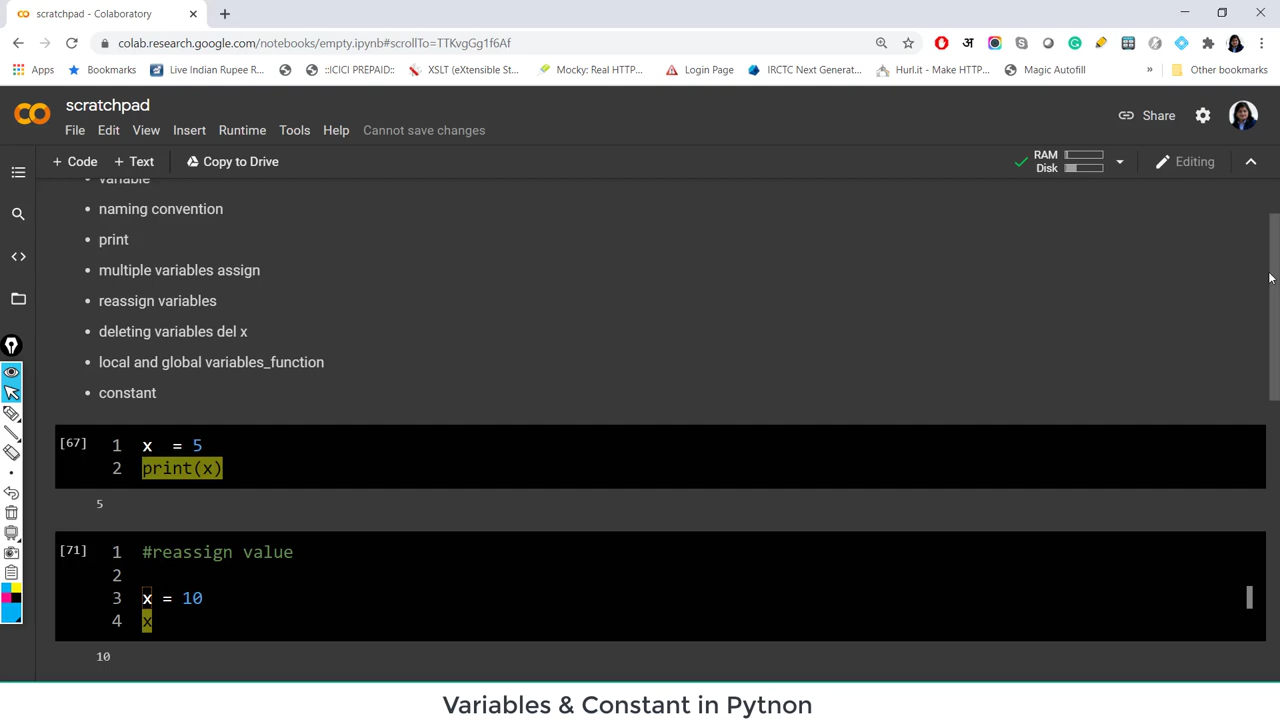 scratchpad - Colaboratory
colab.research.google.com/notebooks/empty.ipynb#scrollTo=TTKvgGg1f6Af
अ
Apps
Bookmarks
Live Indian Rupee R...
::ICICI PREPAID::
XSLT (eXtensible St...
Mocky: Real HTTP...
Login Page
IRCTC Next Generat...
Hurl.it - Make HTTP...
Magic Autofill
»
Other bookmarks
scratchpad
File Edit View Insert Runtime Tools Help Cannot save changes
Share
+ Code + Text Copy to Drive
RAM
Disk
Editing
variable
• naming convention
• print
• multiple variables assign
• reassign variables
• deleting variables del x
• local and global variables_function
• constant
[67] 1 x = 5
2 print(x)
5
[71] 1 #reassign value
2
3 x = 10
4 x
10
Variables & Constant in Pytnon